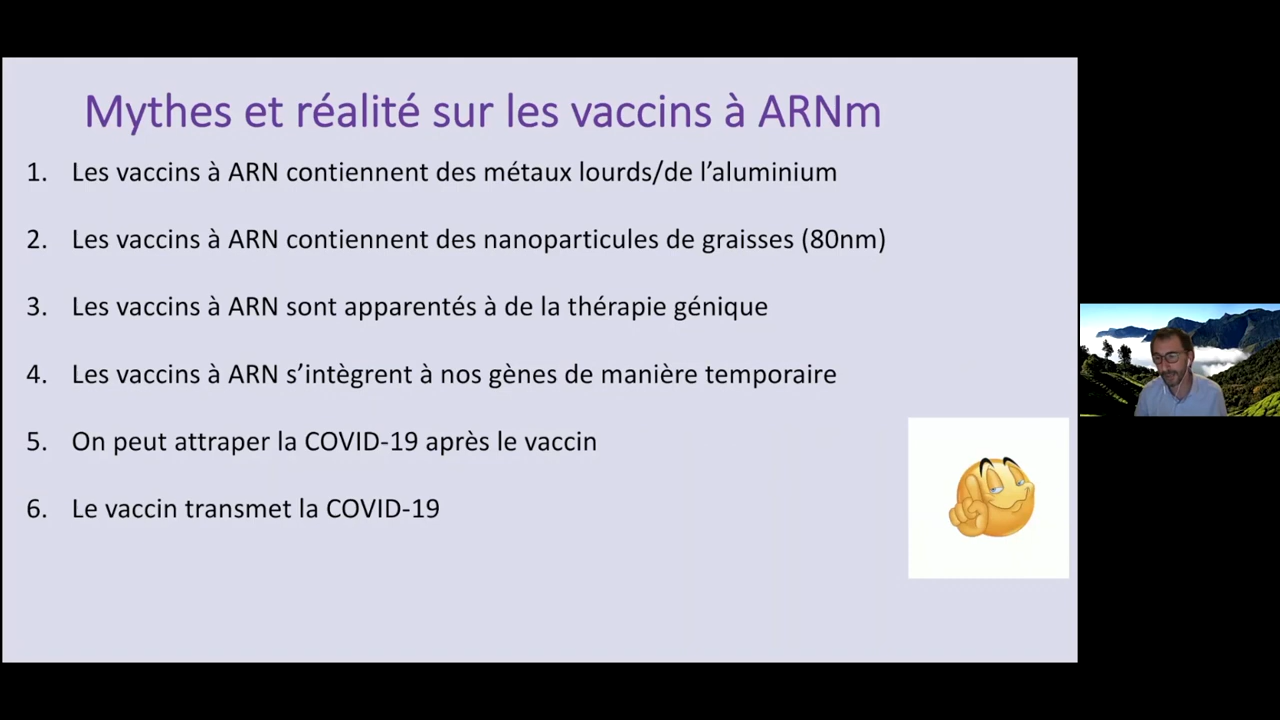 Mythes et réalité sur les vaccins à ARNm
1. Les vaccins à ARN contiennent des métaux lourds/de l’aluminium
2. Les vaccins à ARN contiennent des nanoparticules de graisses (80nm)
3. Les vaccins à ARN sont apparentés à de la thérapie génique
4. Les vaccins à ARN s’intègrent à nos gènes de manière temporaire
5. On peut attraper la COVID-19 après le vaccin
6. Le vaccin transmet la COVID-19